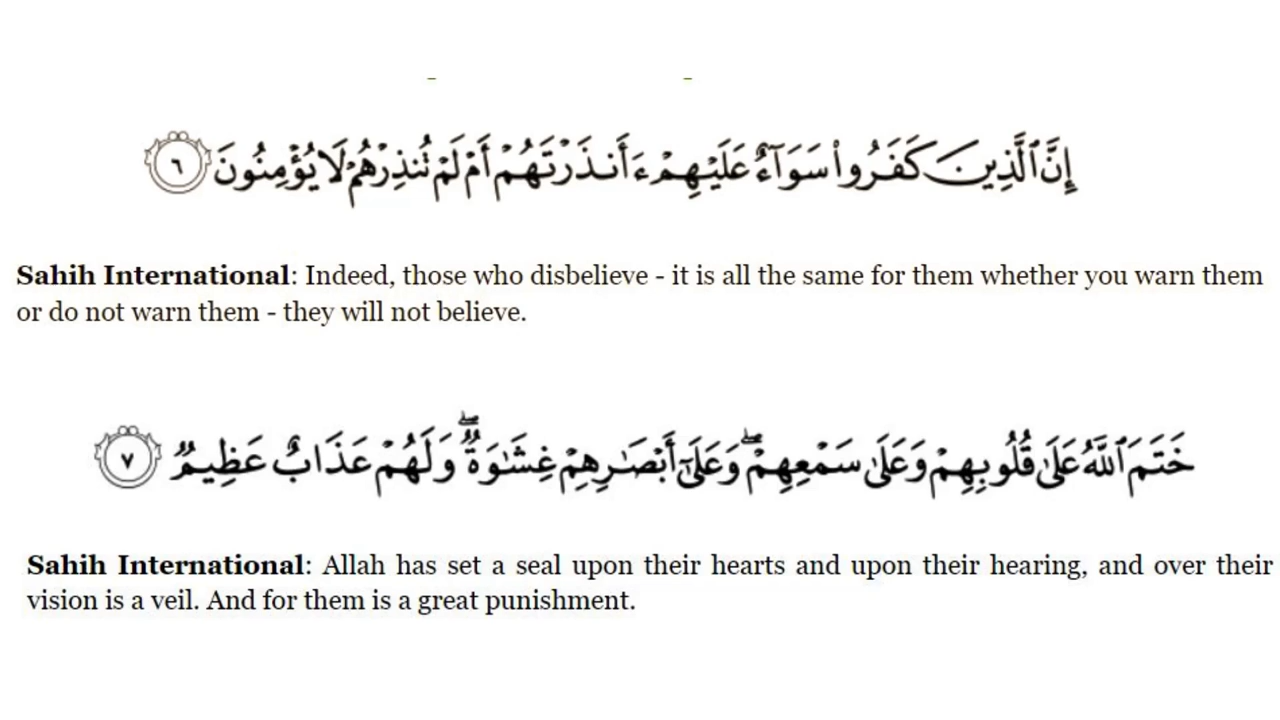 إِنَّ ٱلَّذِينَ كَفَرُوا۟ سَوَآءٌ عَلَيْهِمْ ءَأَنذَرْتَهُمْ أَمْ لَمْ تُنذِرْهُمْ لَا يُؤْمِنُونَ ٦
Sahih International: Indeed, those who disbelieve - it is all the same for them whether you warn them
or do not warn them - they will not believe.
خَتَمَ ٱللَّهُ عَلَىٰ قُلُوبِهِمْ وَعَلَىٰ سَمْعِهِمْ ۖ وَعَلَىٰٓ أَبْصَـٰرِهِمْ غِشَـٰوَةٌ ۖ وَلَهُمْ عَذَابٌ عَظِيمٌ ٧
Sahih International: Allah has set a seal upon their hearts and upon their hearing, and over their
vision is a veil. And for them is a great punishment.